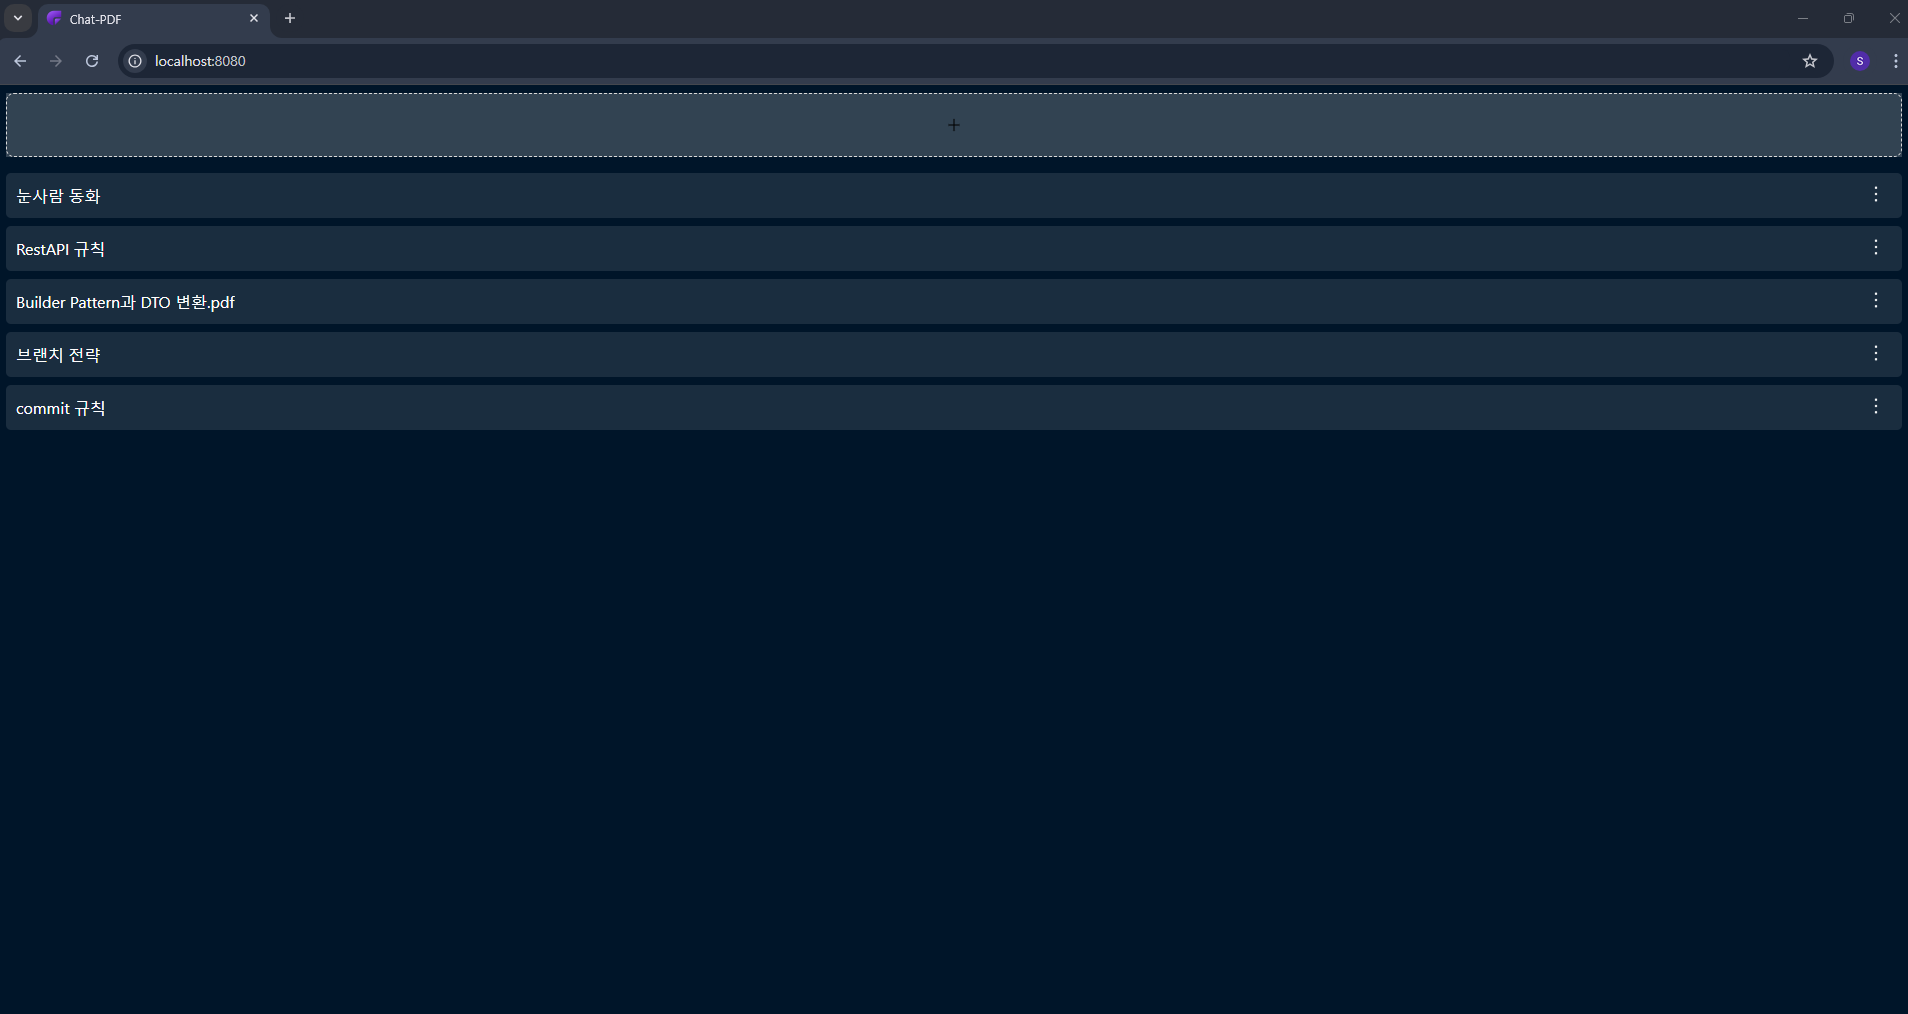 Chat-PDF
localhost:8080
S
+
눈사람 동화
RestAPI 규칙
Builder Pattern과 DTO 변환.pdf
브랜치 전략
commit 규칙